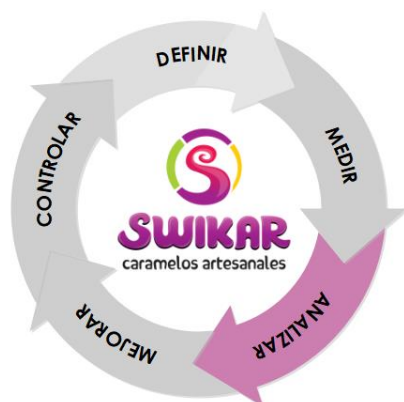 DEFINIR
MEDIR
ANALIZAR
MEJORAR
CONTROLAR
SWIKAR
caramelos artesanales